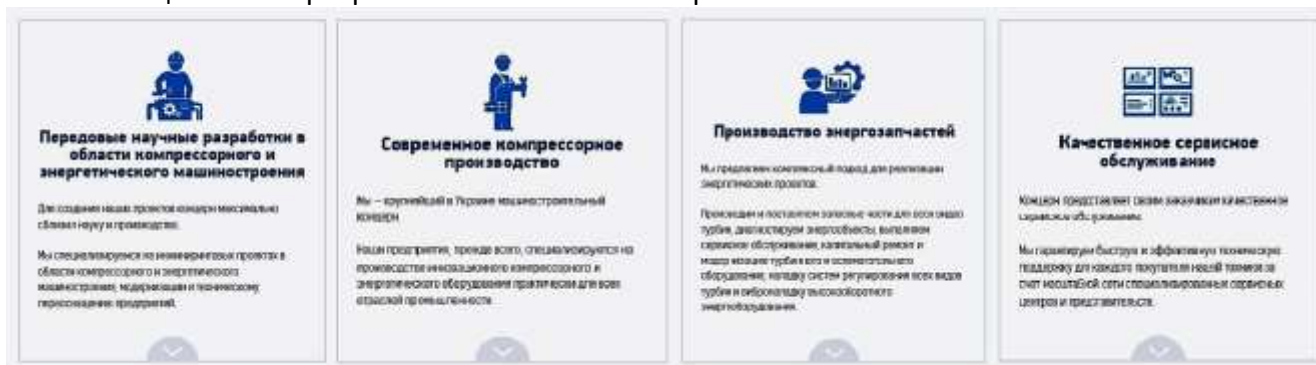 Передовые научные разработки в
области компрессорного и
энергетического машиностроения
Для создания наших проектов концерн максимально
сблизил науку и производство.
Мы специализируемся на инжиниринговых проектах в
области компрессорного и энергетического
машиностроения, модернизации и техническому
переоснащению предприятий.
Современное компрессорное
производство
Мы – крупнейший в Украине машиностроительный
концерн
Наши предприятия, прежде всего, специализируются на
производстве инновационного компрессорного и
энергетического оборудования практически для всех
отраслей промышленности
Производство энергозапчастей
Мы предлагаем комплексный подход для реализации
энергетических проектов.
Производим и поставляем запасные части для всех видов
турбин, диагностируем энергообъекты, выполняем
сервисное обслуживание, капитальный ремонт и
модернизацию турбинного и вспомогательного
оборудования, наладку систем регулирования всех видов
турбин и виброналадку высокооборотного
энергооборудования.
Качественное сервисное
обслуживание
Концерн представляет своим заказчикам качественное
сервисное обслуживание.
Мы гарантируем быструю и эффективную техническую
поддержку для каждого покупателя нашей техники за
счет масштабной сети специализированных сервисных
центров и представительств.